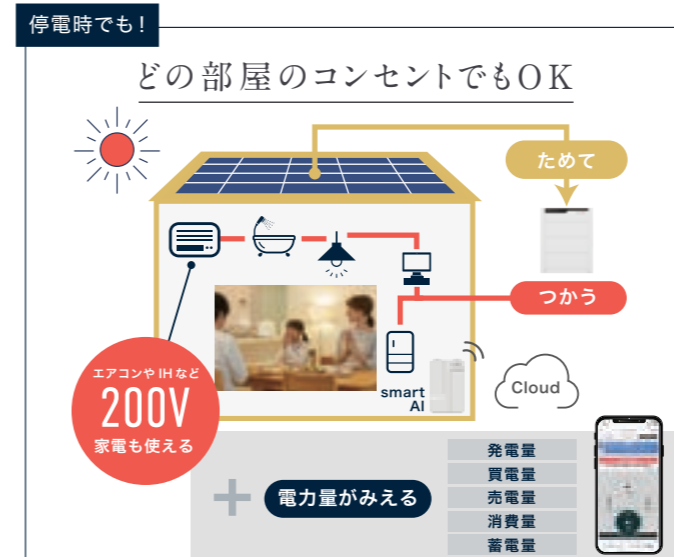 停電時でも！
どの部屋のコンセントでもOK
ためて
つかう
エアコンやIHなど
200V
家電も使える
smart
AI
Cloud
＋
電力量がみえる
発電量
買電量
売電量
消費量
蓄電量